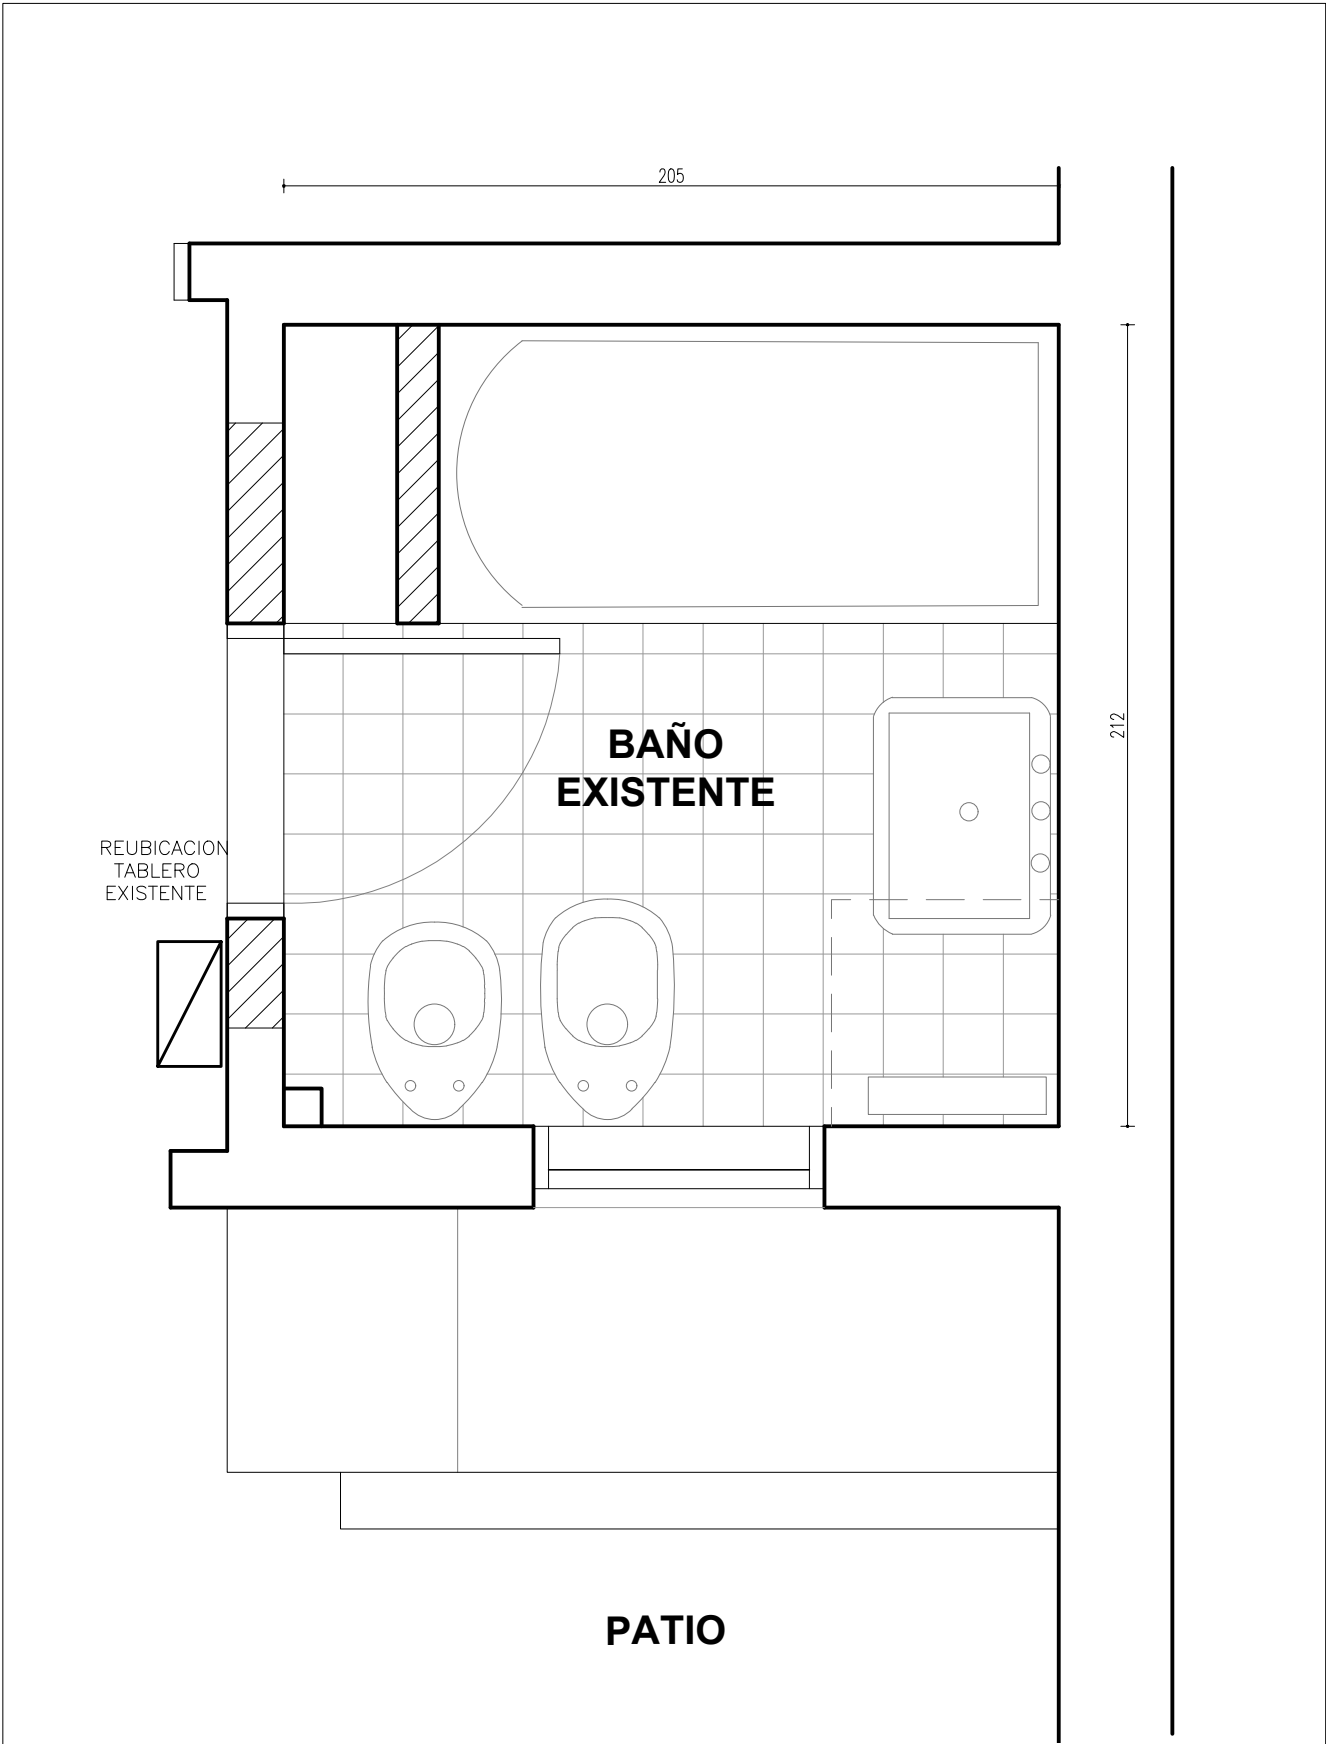 205
BAÑO
EXISTENTE
212
REUBICACION
TABLERO
EXISTENTE
PATIO